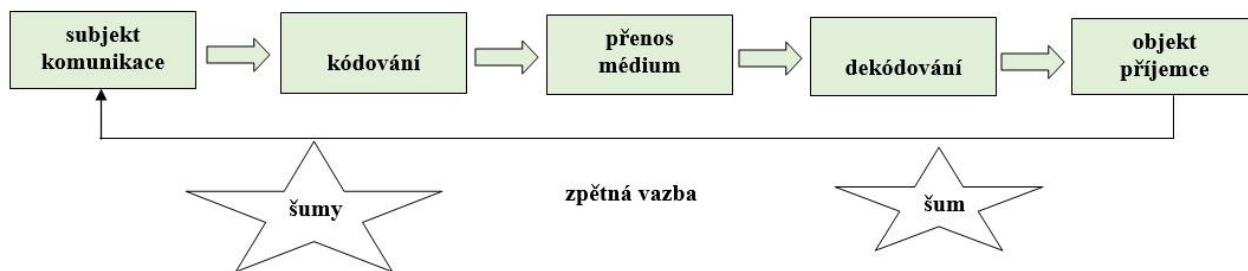 subjekt
komunikace
kódování
přenos
médium
dekódování
objekt
příjemce
zpětná vazba
šumy
šum